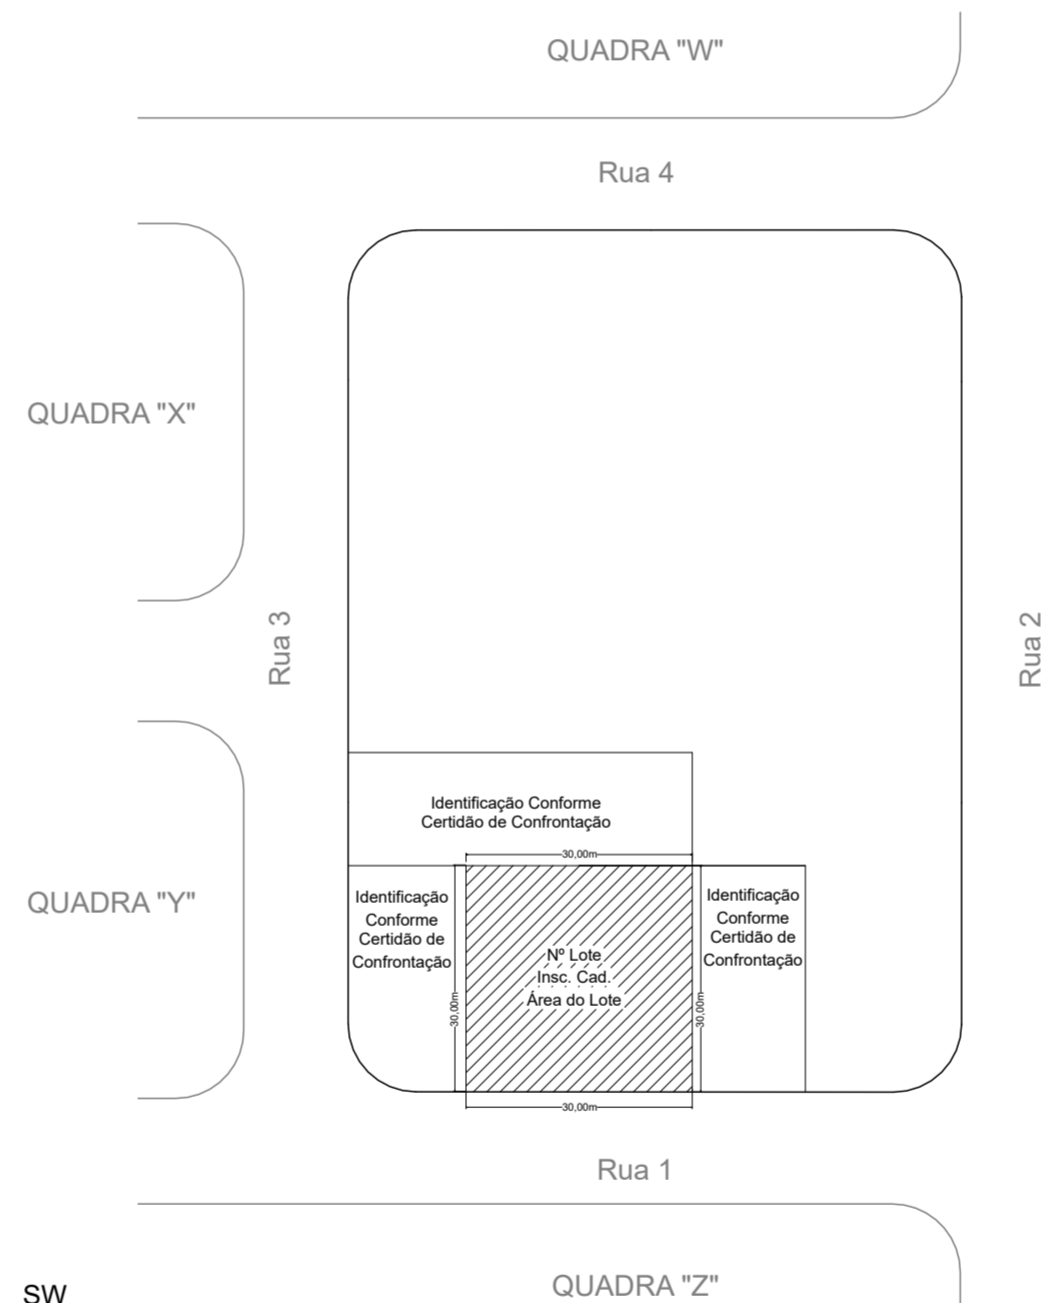 QUADRA "W"
Rua 4
QUADRA "X"
Rua 3
Rua 2
Identificação Conforme
Certidão de Confrontação
30,00m
QUADRA "Y"
Identificação
Conforme
Certidão de
Confrontação
30,00m
Nº Lote
Insc. Cad.
Área do Lote
30,00m
Identificação
Conforme
Certidão de
Confrontação
30,00m
Rua 1
QUADRA "Z"
SW